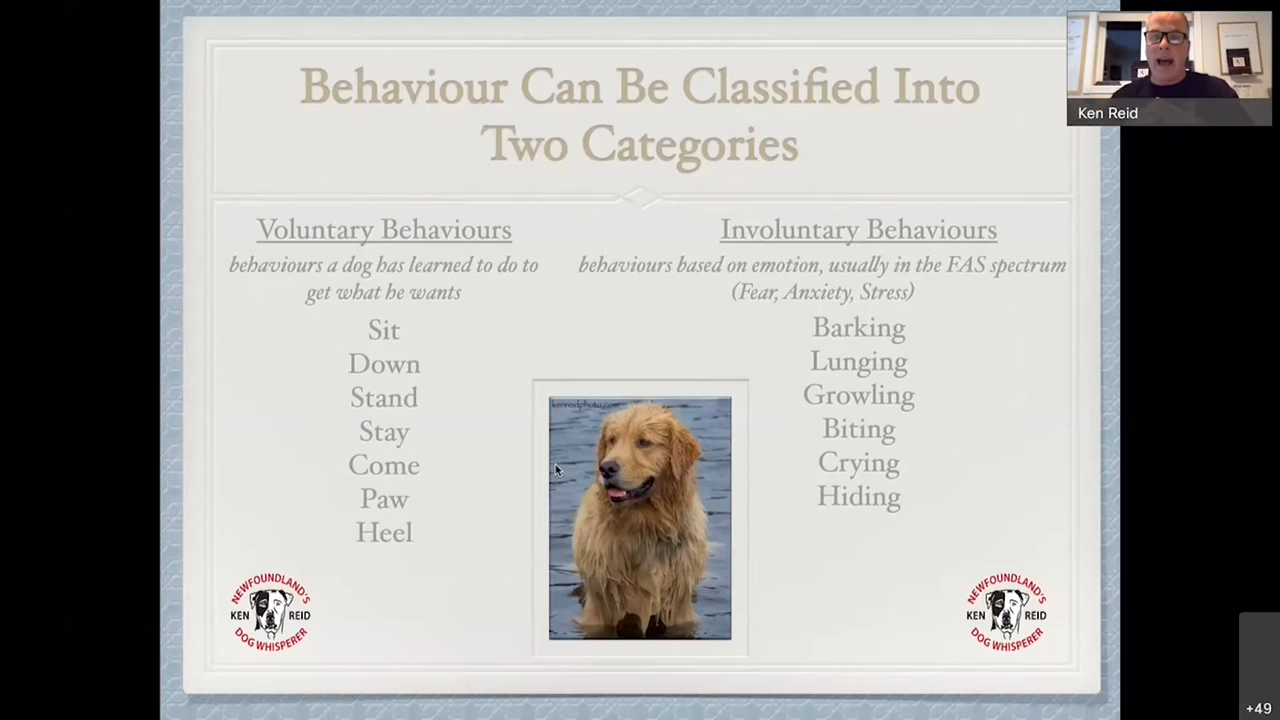 Behaviour Can Be Classified Into
Two Categories
Ken Reid
Voluntary Behaviours
behaviours a dog has learned to do to
get what he wants
Sit
Down
Stand
Stay
Come
Paw
Heel
Involuntary Behaviours
behaviours based on emotion, usually in the FAS spectrum
(Fear, Anxiety, Stress)
Barking
Lunging
Growling
Biting
Crying
Hiding
kenreidphoto.com
NEWFOUNDLAND'S
KEN REID
DOG WHISPERER
NEWFOUNDLAND'S
KEN REID
DOG WHISPERER
+49